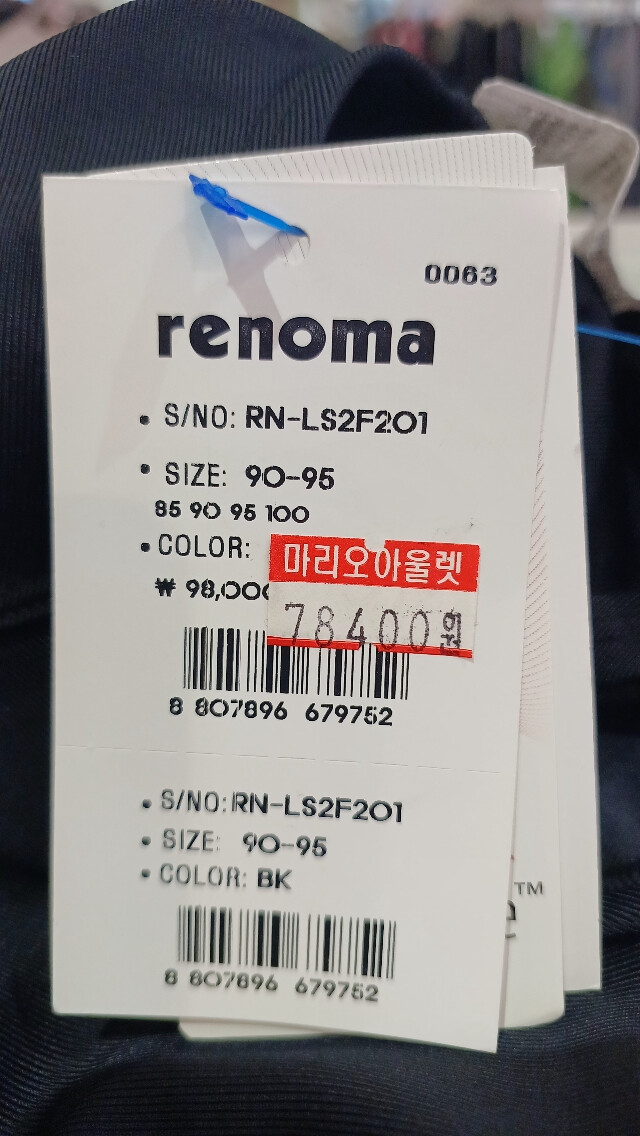 0063
renoma
• S/NO: RN-LS2F201
• SIZE: 90-95
85 90 95 100
• COLOR:
마리오아울렛
₩ 98,000
78400원
8 807896 679752
• S/NO: RN-LS2F201
• SIZE: 90-95
• COLOR: BK
8 807896 679752
TM